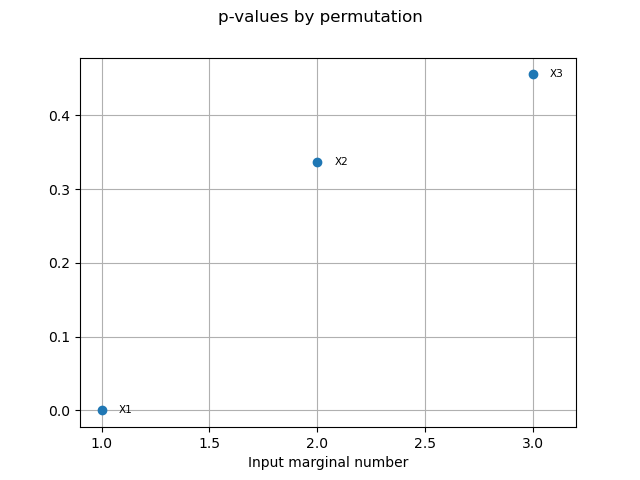 p-values by permutation
X3
0.4
X2
0.3
0.2
0.1
0.0
X1
1.0 1.5 2.0 2.5 3.0
Input marginal number